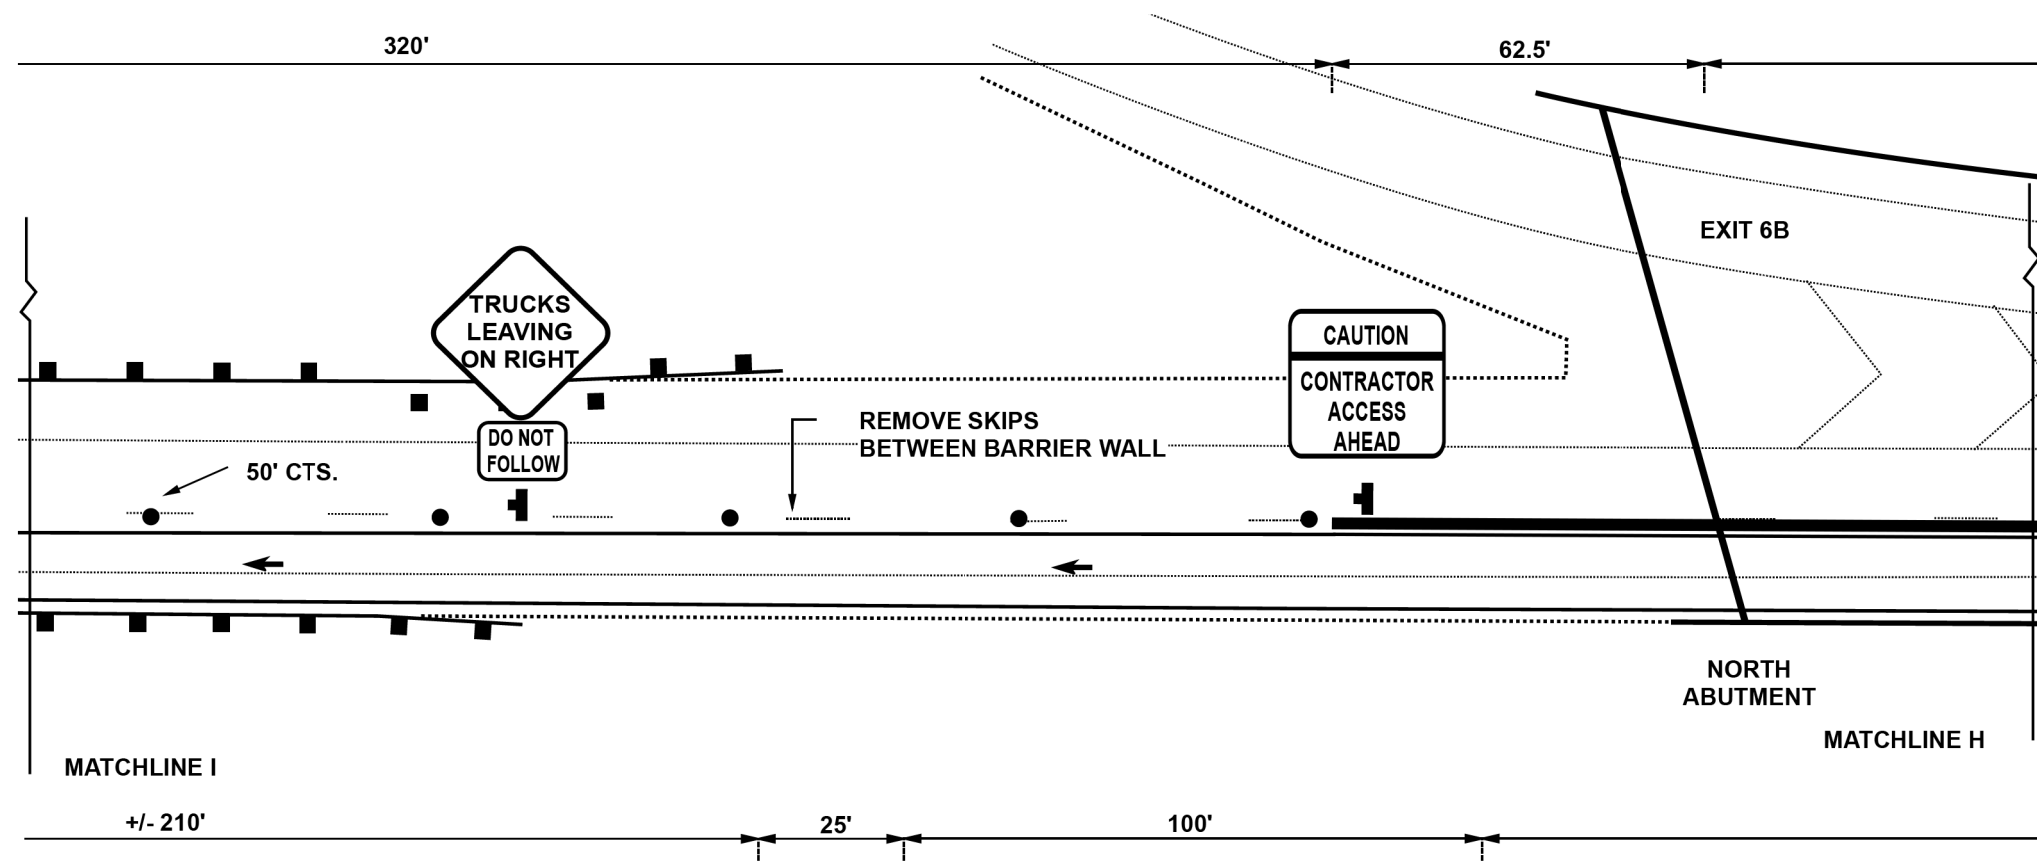 320'
62.5'
EXIT 6B
TRUCKS
LEAVING
ON RIGHT
DO NOT
FOLLOW
CAUTION
CONTRACTOR
ACCESS
AHEAD
REMOVE SKIPS
BETWEEN BARRIER WALL
50' CTS.
NORTH
ABUTMENT
MATCHLINE H
MATCHLINE I
+/- 210'
25'
100'